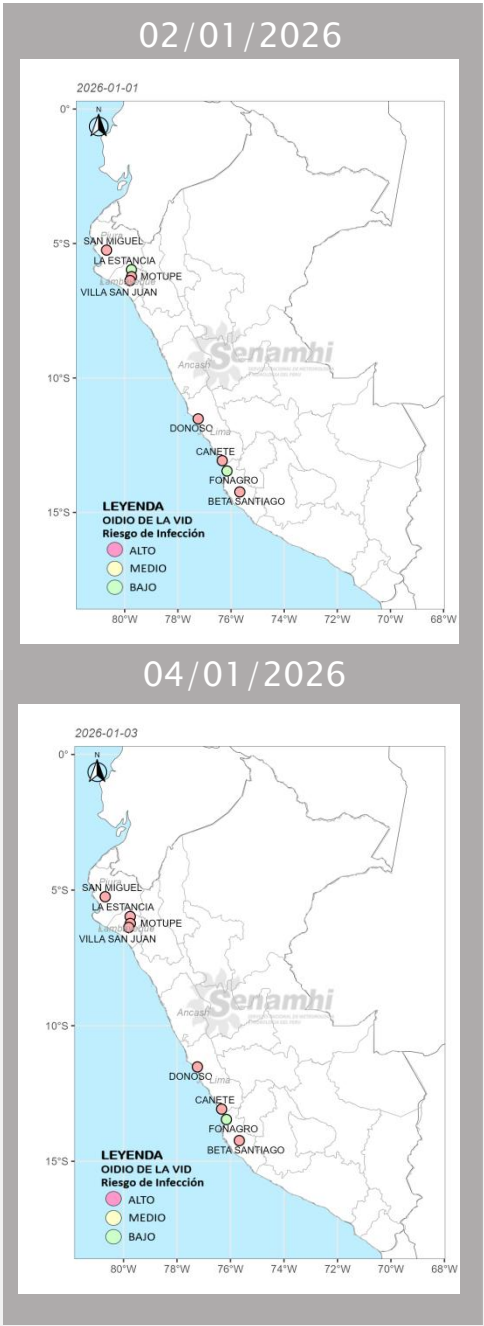 02/01/2026
2026-01-01
N
0°
5°S
10°S
15°S
Piura
SAN MIGUEL
LA ESTANCIA
MOTUPE
Lambayeque
VILLA SAN JUAN
Senamhi
Ancash
DONOSO
Lima
CANETE
FONAGRO
BETA SANTIAGO
LEYENDA
OIDIO DE LA VID
Riesgo de Infección
ALTO
MEDIO
BAJO
80°W 78°W 76°W 74°W 72°W 70°W 68°W
04/01/2026
2026-01-03
N
0°
5°S
10°S
15°S
Piura
SAN MIGUEL
LA ESTANCIA
MOTUPE
Lambayeque
VILLA SAN JUAN
Senamhi
Ancash
DONOSO
Lima
CANETE
FONAGRO
BETA SANTIAGO
LEYENDA
OIDIO DE LA VID
Riesgo de Infección
ALTO
MEDIO
BAJO
80°W 78°W 76°W 74°W 72°W 70°W 68°W